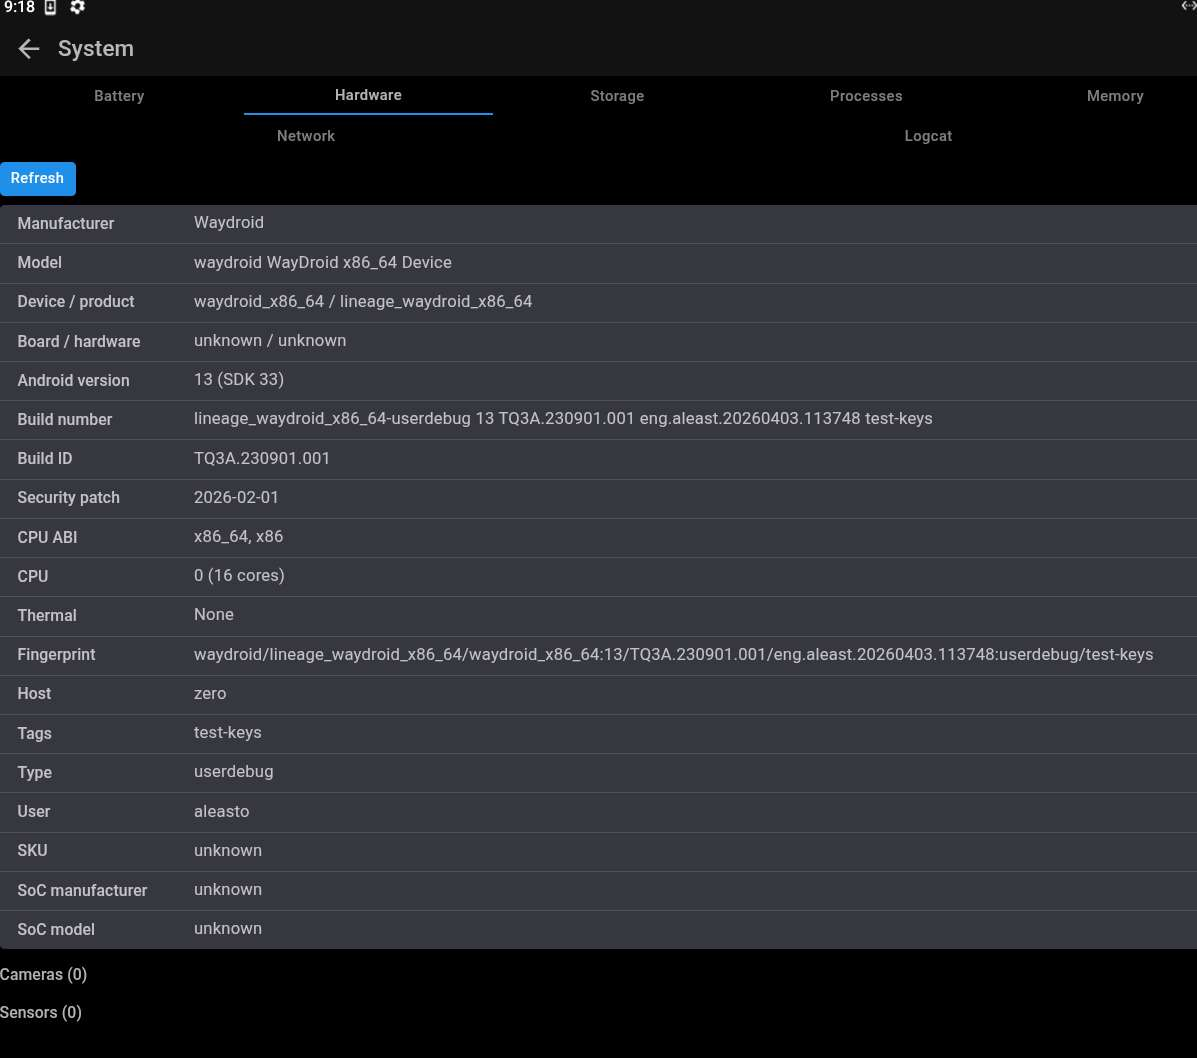 9:18
System
Battery Hardware Storage Processes Memory
Network Logcat
Refresh
Manufacturer Waydroid
Model waydroid WayDroid x86_64 Device
Device / product waydroid_x86_64 / lineage_waydroid_x86_64
Board / hardware unknown / unknown
Android version 13 (SDK 33)
Build number lineage_waydroid_x86_64-userdebug 13 TQ3A.230901.001 eng.aleast.20260403.113748 test-keys
Build ID TQ3A.230901.001
Security patch 2026-02-01
CPU ABI x86_64, x86
CPU 0 (16 cores)
Thermal None
Fingerprint waydroid/lineage_waydroid_x86_64/waydroid_x86_64:13/TQ3A.230901.001/eng.aleast.20260403.113748:userdebug/test-keys
Host zero
Tags test-keys
Type userdebug
User aleasto
SKU unknown
SoC manufacturer unknown
SoC model unknown
Cameras (0)
Sensors (0)